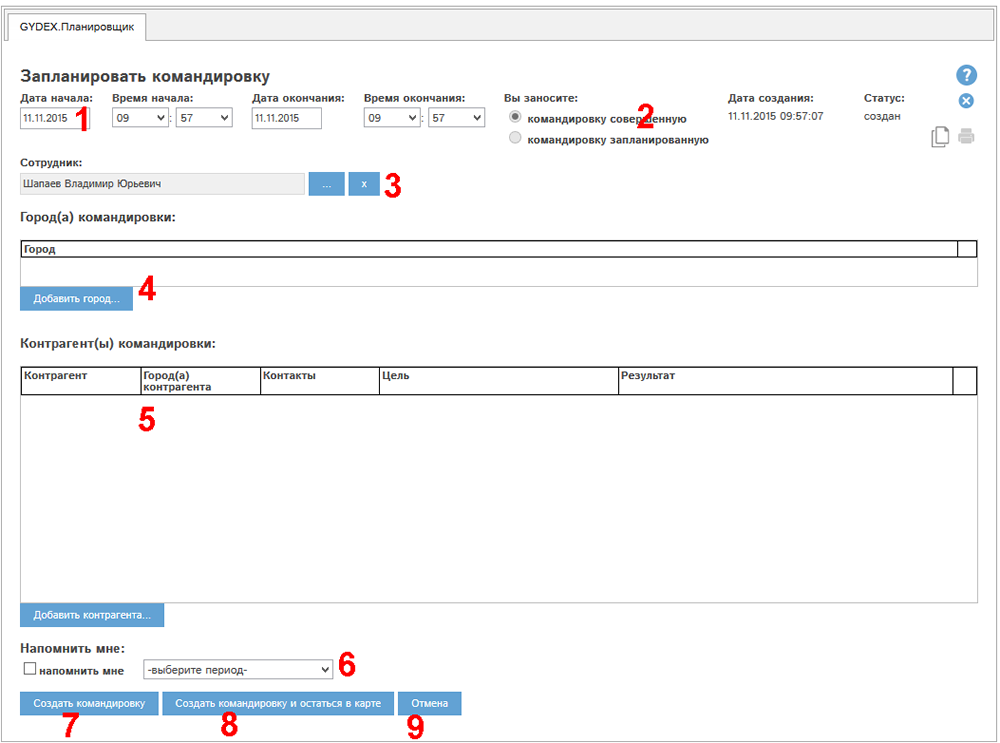 GYDEX.Планировщик
Запланировать командировку
?
Дата начала: Время начала: Дата окончания: Время окончания: Вы заносите: Дата создания: Статус:
11.11.2015 1 09 : 57 11.11.2015 09 : 57 командировку совершенную 2 11.11.2015 09:57:07 создан
командировку запланированную
Сотрудник:
Шапаев Владимир Юрьевич ... x 3
Город(а) командировки:
Город
4
Добавить город...
Контрагент(ы) командировки:
Контрагент Город(а) контрагента Контакты Цель Результат
5
Добавить контрагента...
Напомнить мне:
напомнить мне -выберите период- 6
Создать командировку Создать командировку и остаться в карте Отмена
7 8 9